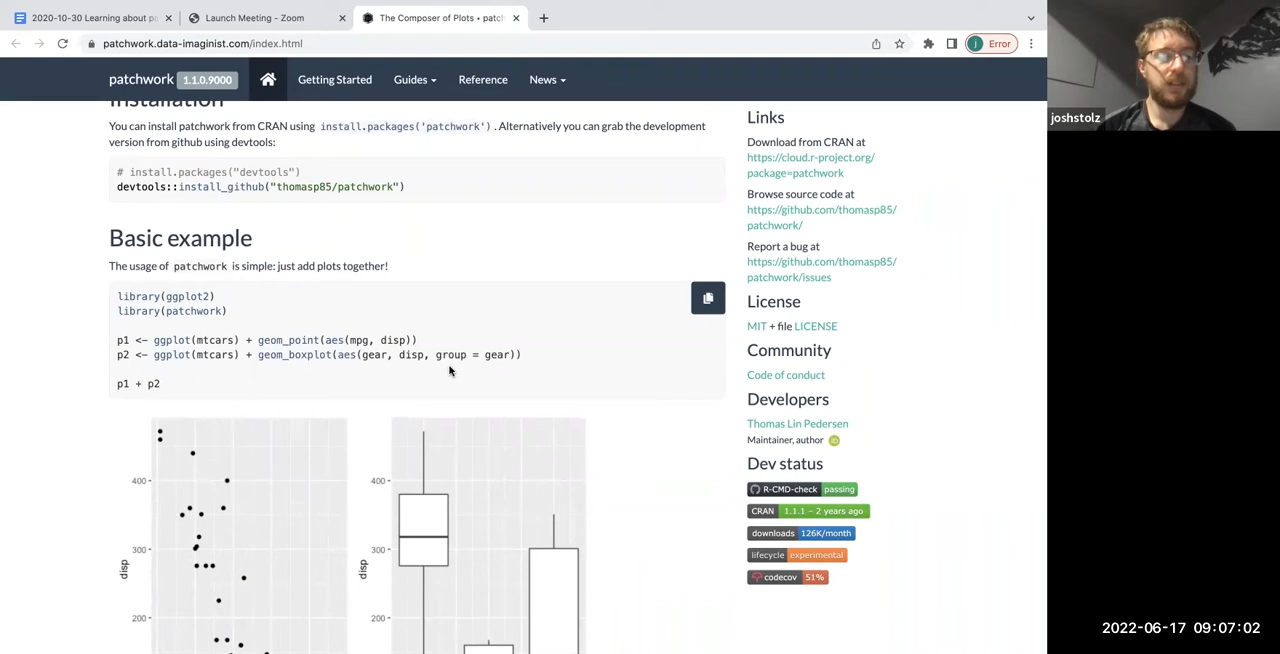 2020-10-30 Learning about pa
Launch Meeting - Zoom
The Composer of Plots • patch
patchwork.data-imaginist.com/index.html
j Error
patchwork 1.1.0.9000
Getting Started
Guides
Reference
News
Installation
You can install patchwork from CRAN using install.packages('patchwork'). Alternatively you can grab the development
version from github using devtools:
# install.packages("devtools")
devtools::install_github("thomasp85/patchwork")
Basic example
The usage of patchwork is simple: just add plots together!
library(ggplot2)
library(patchwork)
p1 <- ggplot(mtcars) + geom_point(aes(mpg, disp))
p2 <- ggplot(mtcars) + geom_boxplot(aes(gear, disp, group = gear))
p1 + p2
400
300
200
disp
400
300
200
disp
Links
Download from CRAN at
https://cloud.r-project.org/
package=patchwork
Browse source code at
https://github.com/thomasp85/
patchwork/
Report a bug at
https://github.com/thomasp85/
patchwork/issues
License
MIT + file LICENSE
Community
Code of conduct
Developers
Thomas Lin Pedersen
Maintainer, author iD
Dev status
R-CMD-check passing
CRAN 1.1.1 – 2 years ago
downloads 126K/month
lifecycle experimental
codecov 51%
joshstolz
2022-06-17 09:07:02